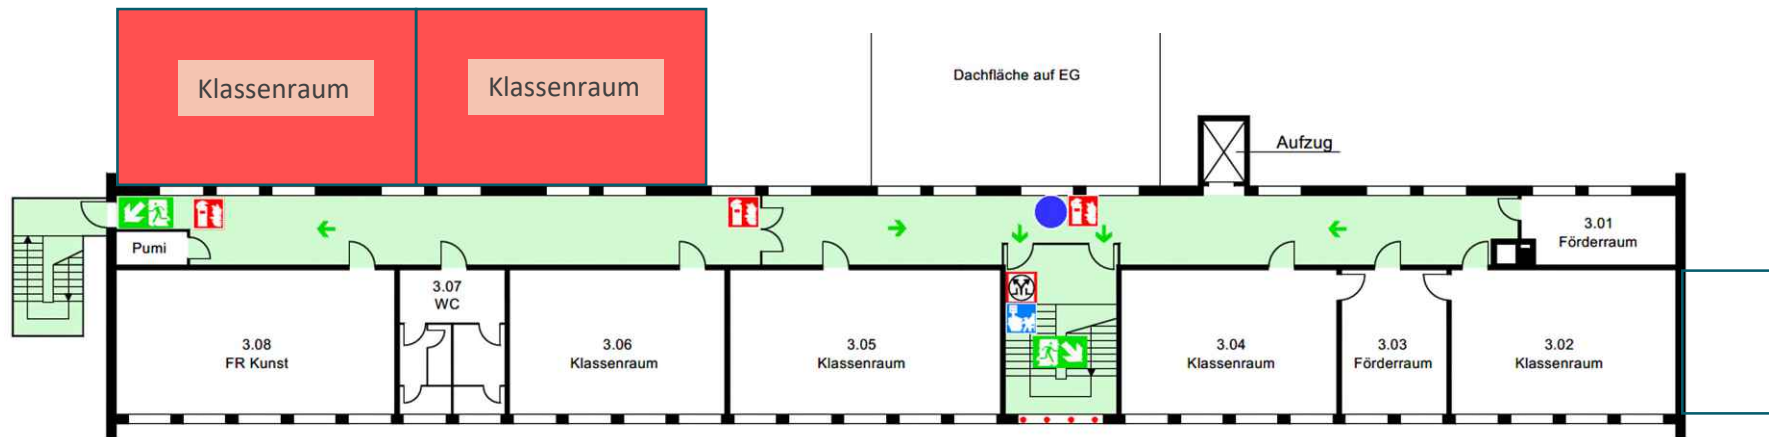 Klassenraum
Klassenraum
Dachfläche auf EG
Aufzug
3.01
Förderraum
Pumi
3.07
WC
3.08
FR Kunst
3.06
Klassenraum
3.05
Klassenraum
3.04
Klassenraum
3.03
Förderraum
3.02
Klassenraum